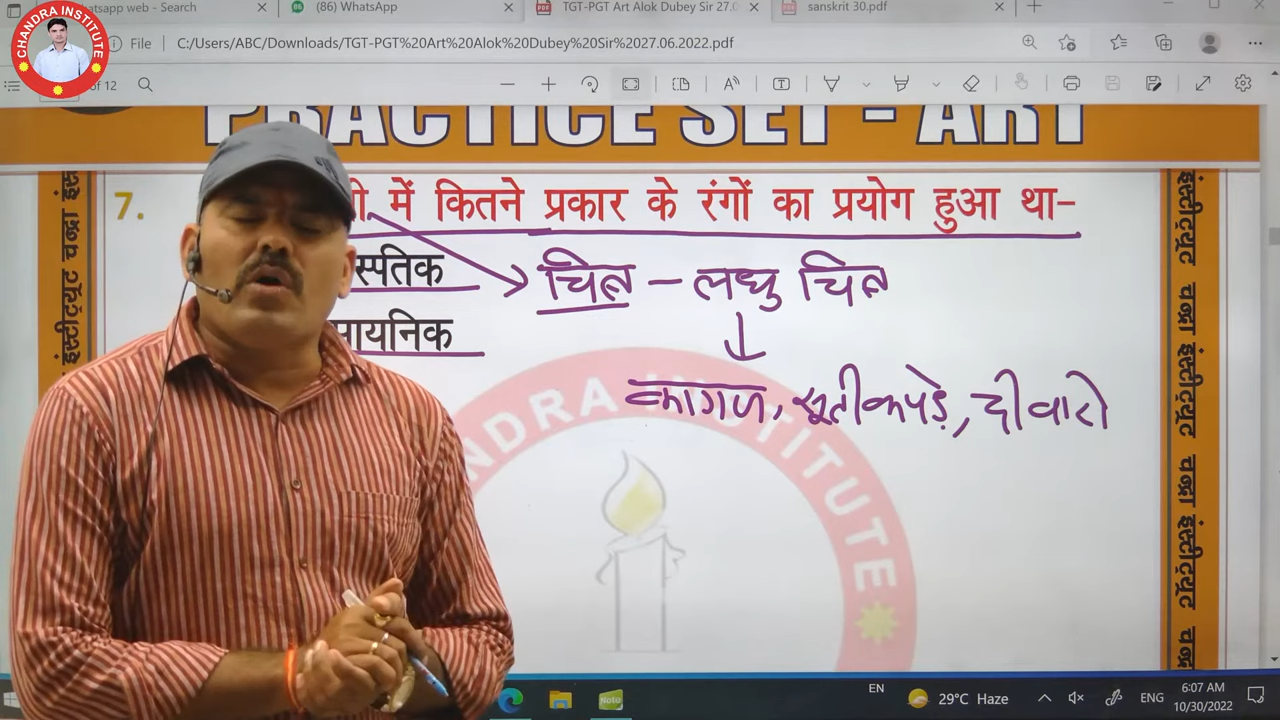 CHANDRA INSTITUTE
atsapp web - Search
(86) WhatsApp
TGT-PGT Art Alok Dubey Sir 27.0
sanskrit 30.pdf
File
C:/Users/ABC/Downloads/TGT-PGT%20Art%20Alok%20Dubey%20Sir%2027.06.2022.pdf
of 12
PRACTICE SET - ART
7.
में कितने प्रकार के रंगों का प्रयोग हुआ था-
स्पतिक
चित्र - लघु चित्र
ायनिक
कागज, सूती कपड़े, दीवारो
NDRA INSTITUTE
इंस्टीट्यूट चन्द्रा इंस
इंस्टीट्यूट चन्द्रा इंस्टीट्यूट चन्द्रा इंस्टीट्यूट चन्द्रा
Note
EN
29°C Haze
ENG
6:07 AM
10/30/2022